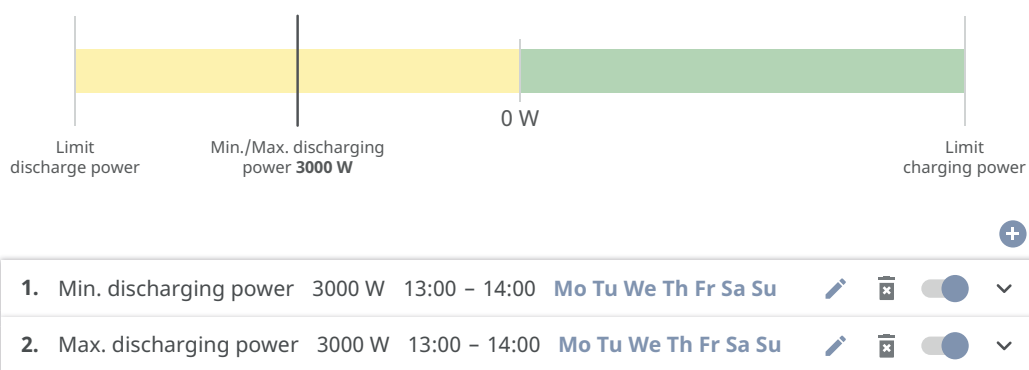 0 W
Limit
discharge power
Min./Max. discharging
power 3000 W
Limit
charging power
1. Min. discharging power 3000 W 13:00 – 14:00 Mo Tu We Th Fr Sa Su
2. Max. discharging power 3000 W 13:00 – 14:00 Mo Tu We Th Fr Sa Su